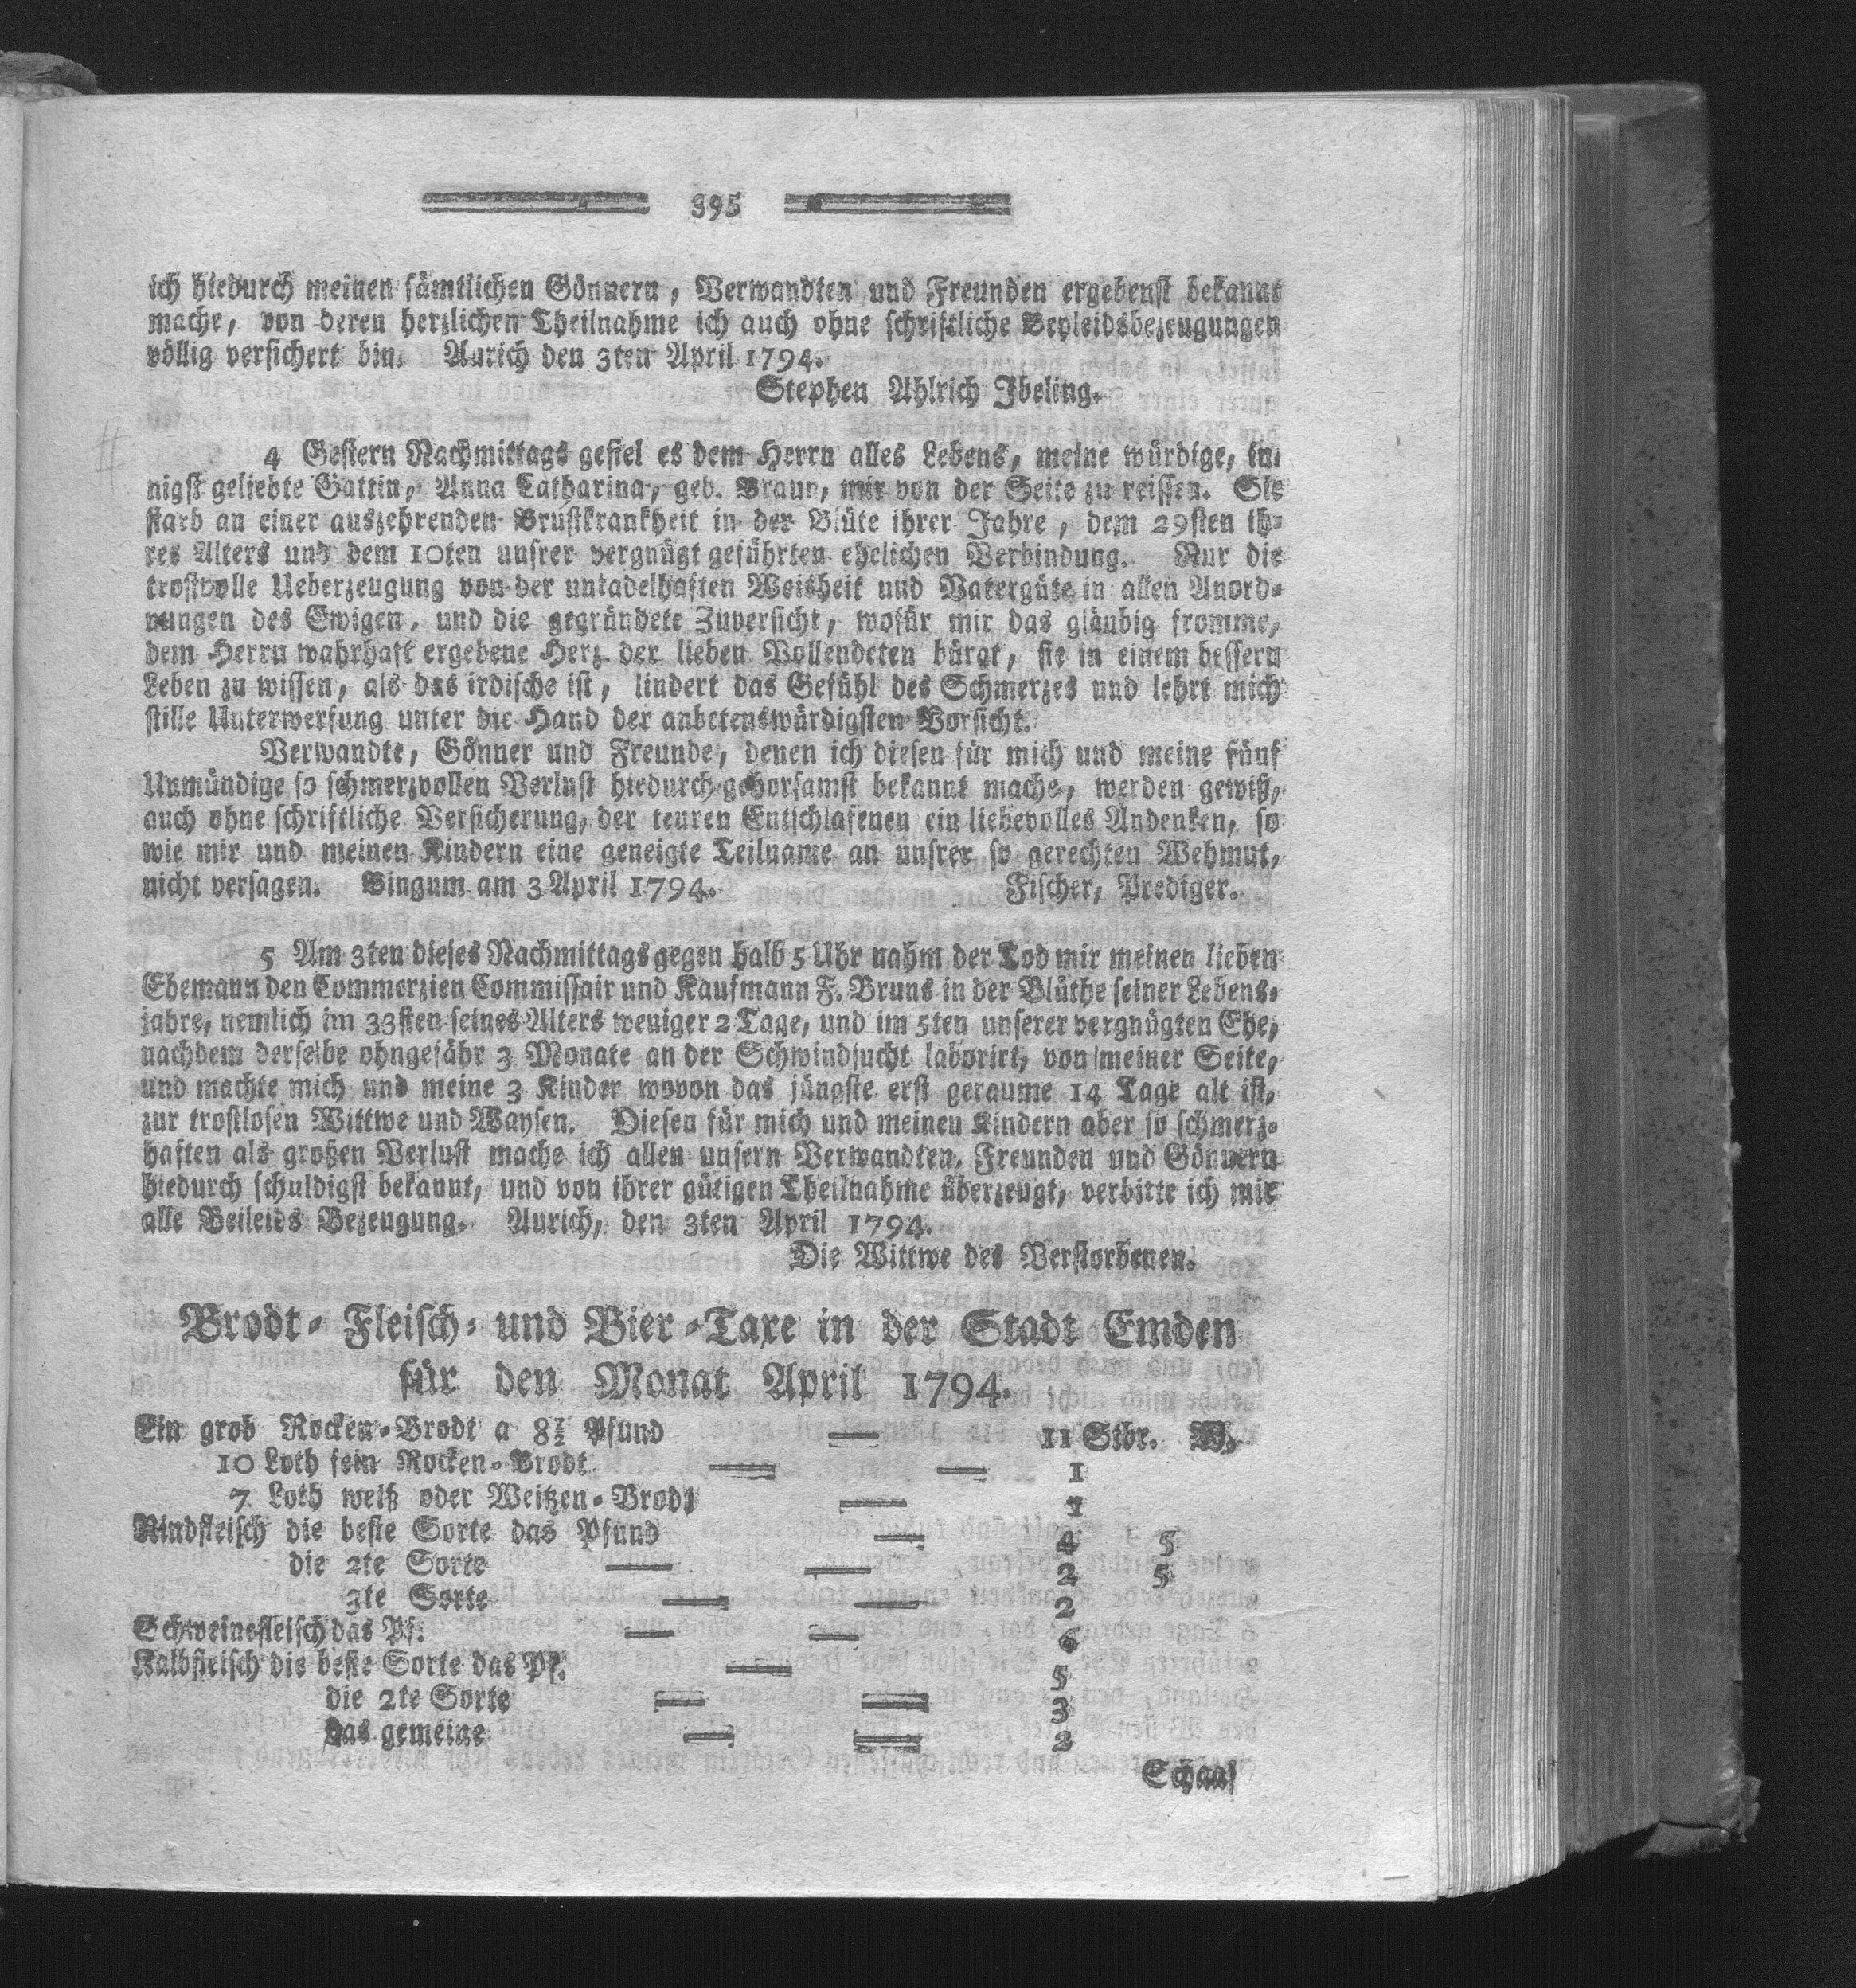 395
ich hiedurch meinen sämtlichen Gönnern, Verwandten und Freunden ergebenst bekannt
mache, von deren herzlichen Theilnahme ich auch ohne schriftliche Beyleidsbezeugungen
völlig versichert bin. Aurich den 3ten April 1794.
Stephen Ahlrich Ibeling.
4 Gestern Nachmittags gefiel es dem Herrn alles Lebens, meine würdige, in
nigst geliebte Gattin, Anna Catharina, geb. Braun, mir von der Seite zu reissen. Sie
starb an einer auszehrenden Brustkrankheit in der Blüte ihrer Jahre, dem 29sten ih-
res Alters und dem 10ten unsrer vergnügt geführten ehelichen Verbindung. Nur die
trostvolle Ueberzeugung von der untadelhaften Weisheit und Vatergüte in allen Anord-
nungen des Ewigen, und die gegründete Zuversicht, wofür mir das gläubig fromme,
dem Herrn wahrhaft ergebene Herz der lieben Vollendeten bürgt, sie in einem bessern
Leben zu wissen, als das irdische ist, lindert das Gefühl des Schmerzes und lehrt mich
stille Unterwerfung unter die Hand der anbetenswürdigsten Vorsicht.
Verwandte, Gönner und Freunde, denen ich diesen für mich und meine fünf
Unmündige so schmerzvollen Verlust hiedurch gehorsamst bekannt mache, werden gewiß,
auch ohne schriftliche Versicherung, der teuren Entschlafenen ein liebevolles Andenken, so
wie mir und meinen Kindern eine geneigte Teilname an unsrer so gerechten Wehmut,
nicht versagen. Bingum am 3 April 1794. Fischer, Prediger.
5 Am 3ten dieses Nachmittags gegen halb 5 Uhr nahm der Tod mir meinen lieben
Ehemann den Commerzien Commissair und Kaufmann F. Bruns in der Blüthe seiner Lebens-
jahre, nemlich im 33sten seines Alters weniger 2 Tage, und im 5ten unserer vergnügten Ehe,
nachdem derselbe ohngefähr 3 Monate an der Schwindsucht laborirt, von meiner Seite,
und machte mich und meine 3 Kinder wovon das jüngste erst geraume 14 Tage alt ist,
zur trostlosen Wittwe und Waysen. Diesen für mich und meinen Kindern aber so schmerz-
haften als großen Verlust mache ich allen unsern Verwandten, Freunden und Gönnern
hiedurch schuldigst bekannt, und von ihrer gütigen Theilnahme überzeugt, verbitte ich mir
alle Beileids Bezeugung. Aurich, den 3ten April 1794.
Die Wittwe des Verstorbenen.
Brodt- Fleisch- und Bier-Taxe in der Stadt Emden
für den Monat April 1794.
Ein grob Rocken-Brodt a 8½ Pfund — 11 Stbr. W.
10 Loth fein Rocken-Brodt — — 1
7 Loth weiß oder Weitzen-Brodt — 1
Rindfleisch die beste Sorte das Pfund — 4 5
die 2te Sorte — — 2 5
3te Sorte — — 2
Schweinefleisch das Pf. — — 6
Kalbfleisch die beste Sorte das Pf. — 5
die 2te Sorte — — 3
das gemeine — — 2
Schaaf